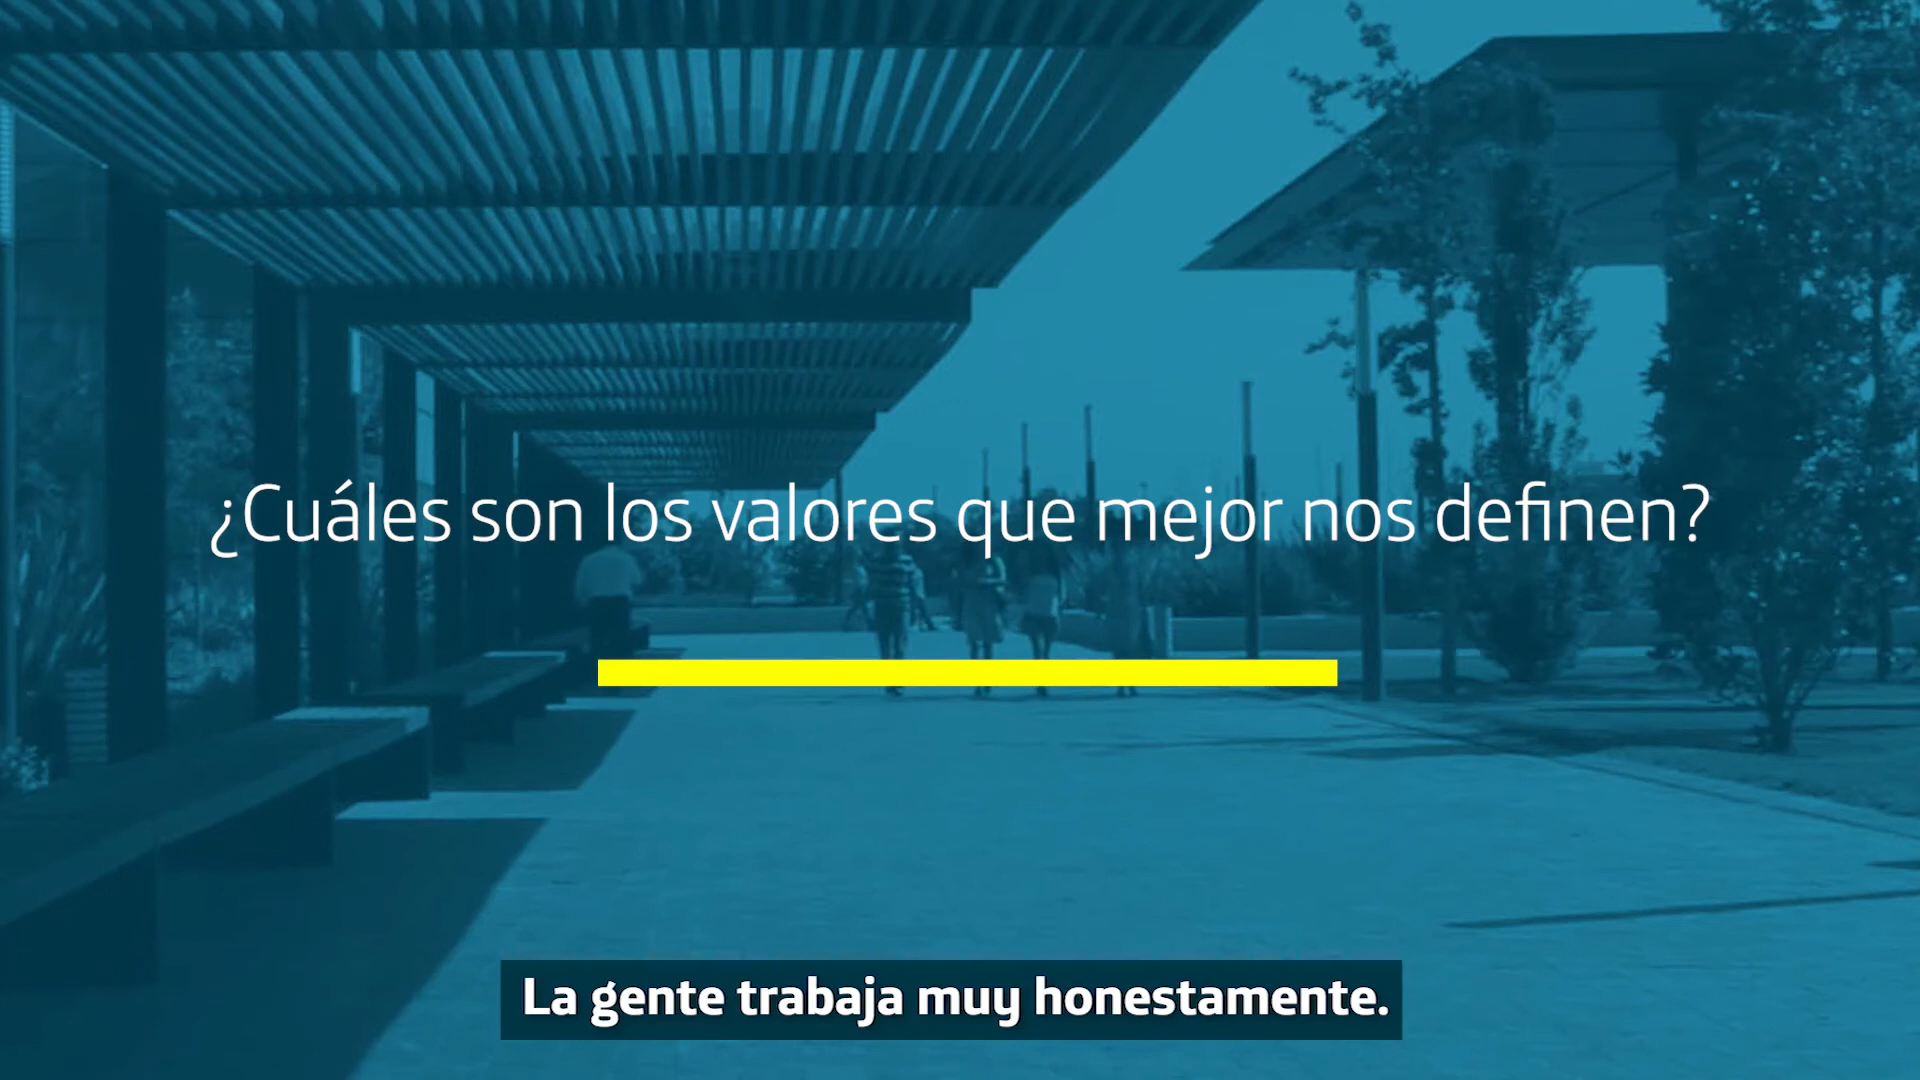 ¿Cuáles son los valores que mejor nos definen?
La gente trabaja muy honestamente.